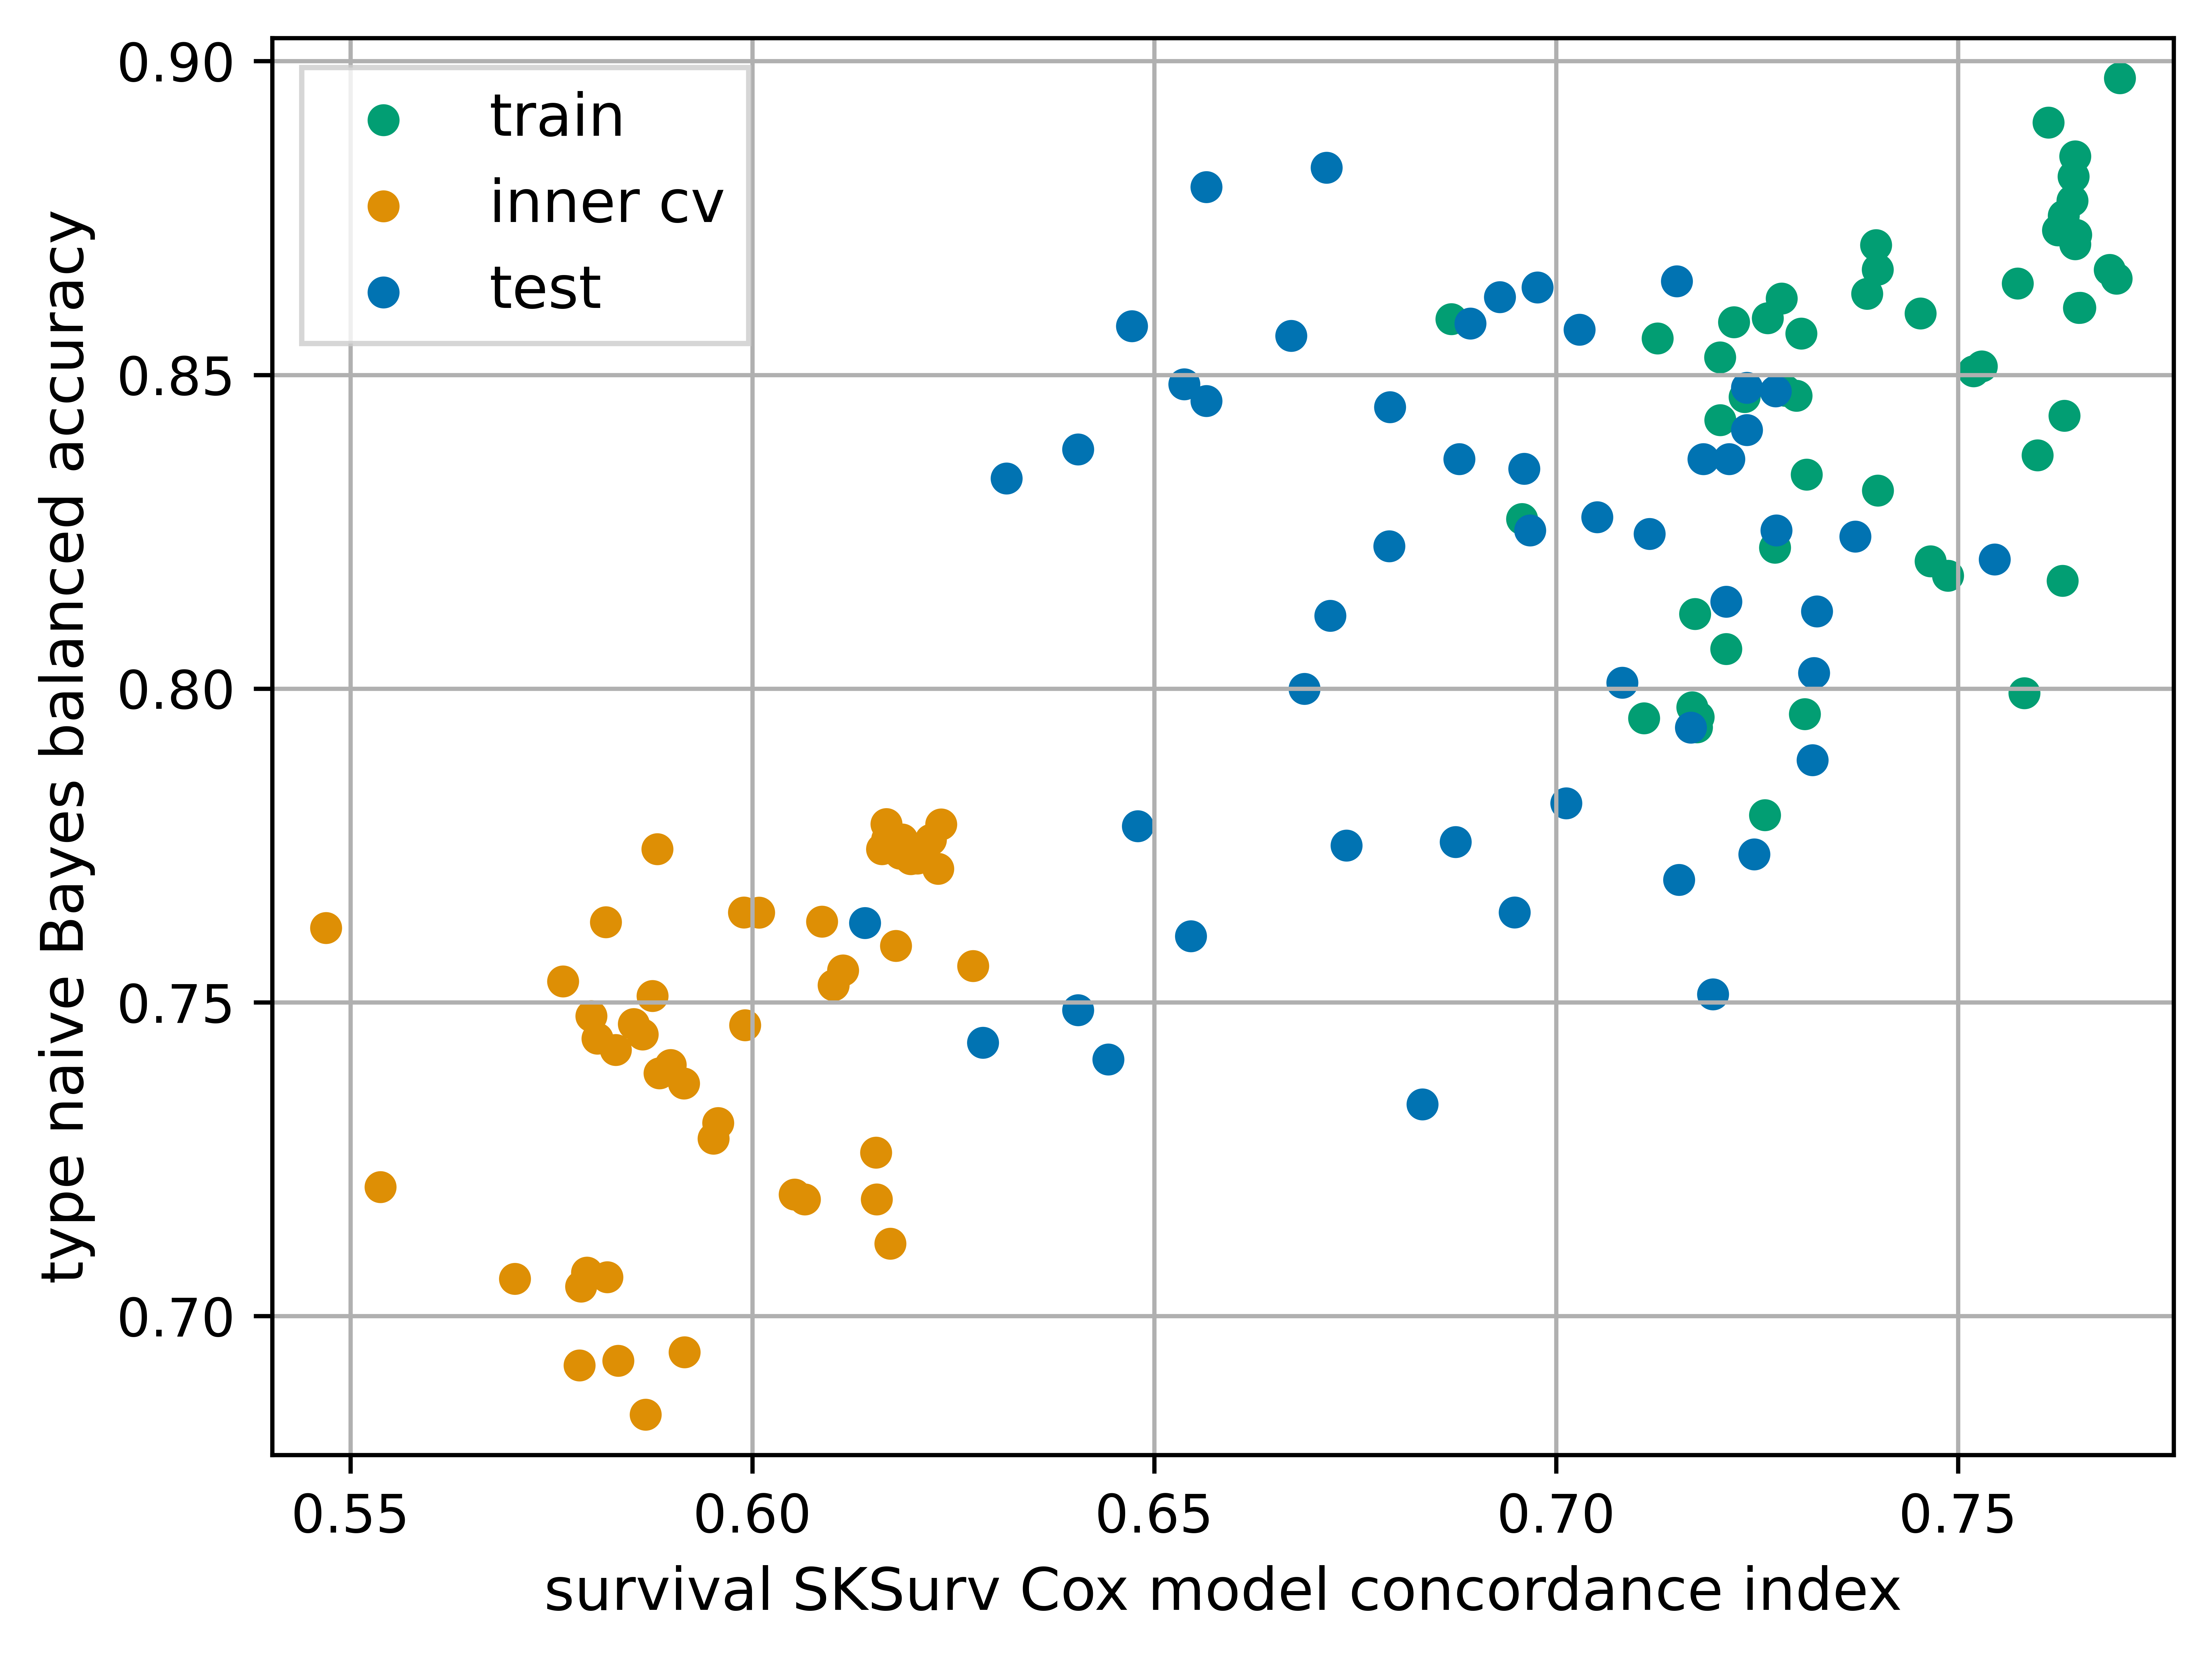 train
inner cv
test
type naive Bayes balanced accuracy
0.90
0.85
0.80
0.75
0.70
0.55 0.60 0.65 0.70 0.75
survival SKSurv Cox model concordance index